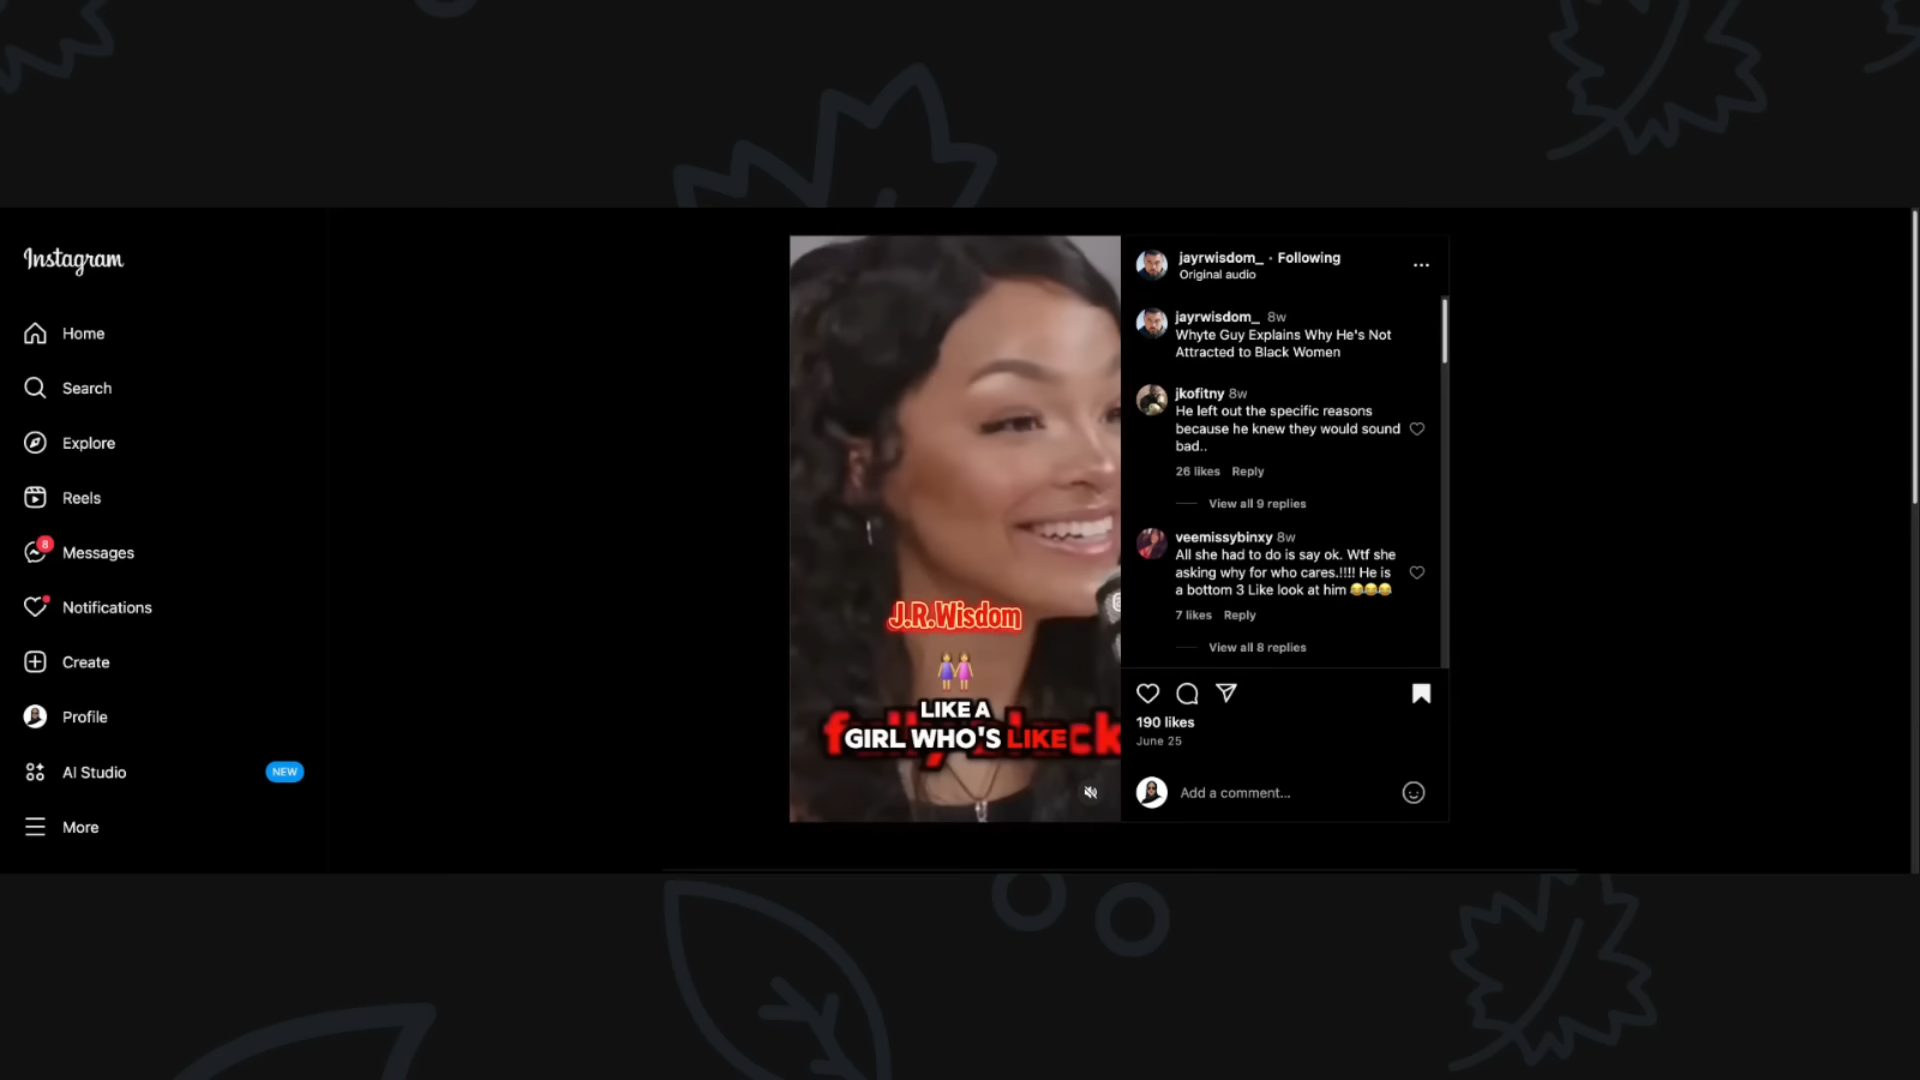 Instagram
Home
Search
Explore
Reels
8
Messages
Notifications
Create
Profile
AI Studio
NEW
More
J.R.Wisdom
LIKE A
GIRL WHO'S LIKE
jayrwisdom_ • Following
Original audio
jayrwisdom_ 8w
Whyte Guy Explains Why He's Not
Attracted to Black Women
jkofitny 8w
He left out the specific reasons
because he knew they would sound
bad..
26 likes Reply
View all 9 replies
veemissybinxy 8w
All she had to do is say ok. Wtf she
asking why for who cares.!!!! He is
a bottom 3 Like look at him 😂😂😂
7 likes Reply
View all 8 replies
190 likes
June 25
Add a comment...